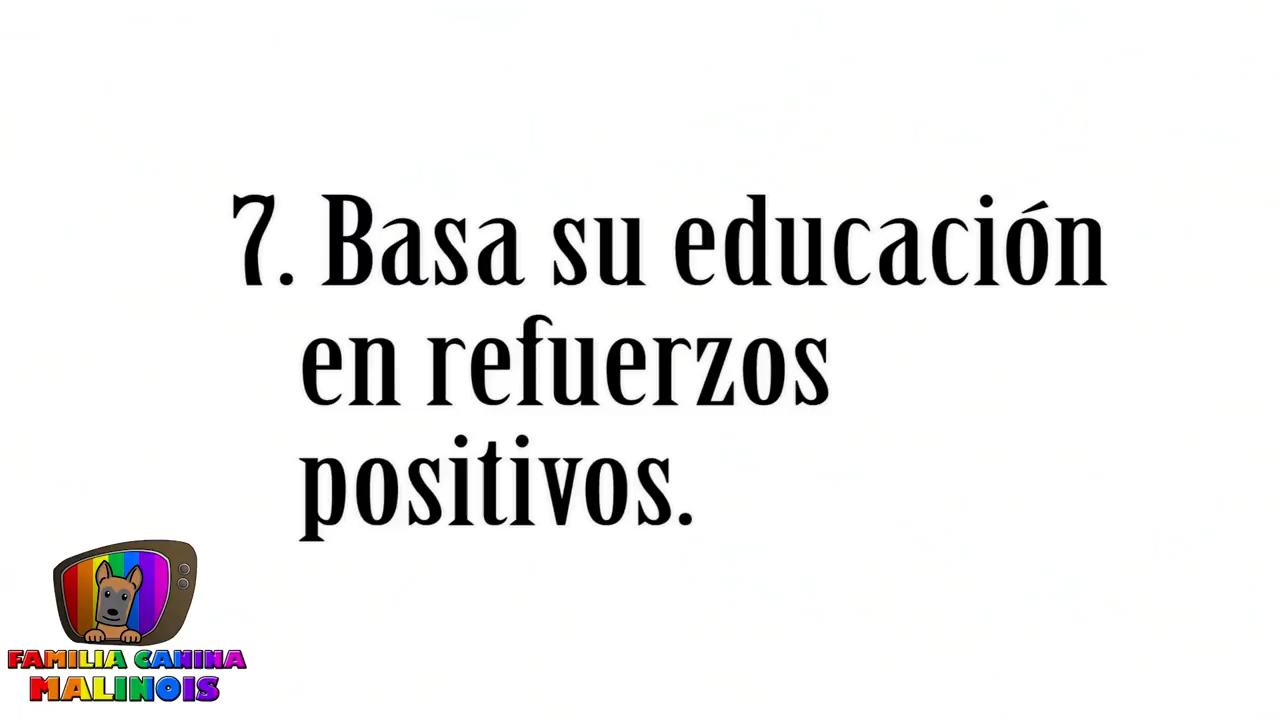 7. Basa su educación
en refuerzos
positivos.
FAMILIA CANINA
MALINOIS